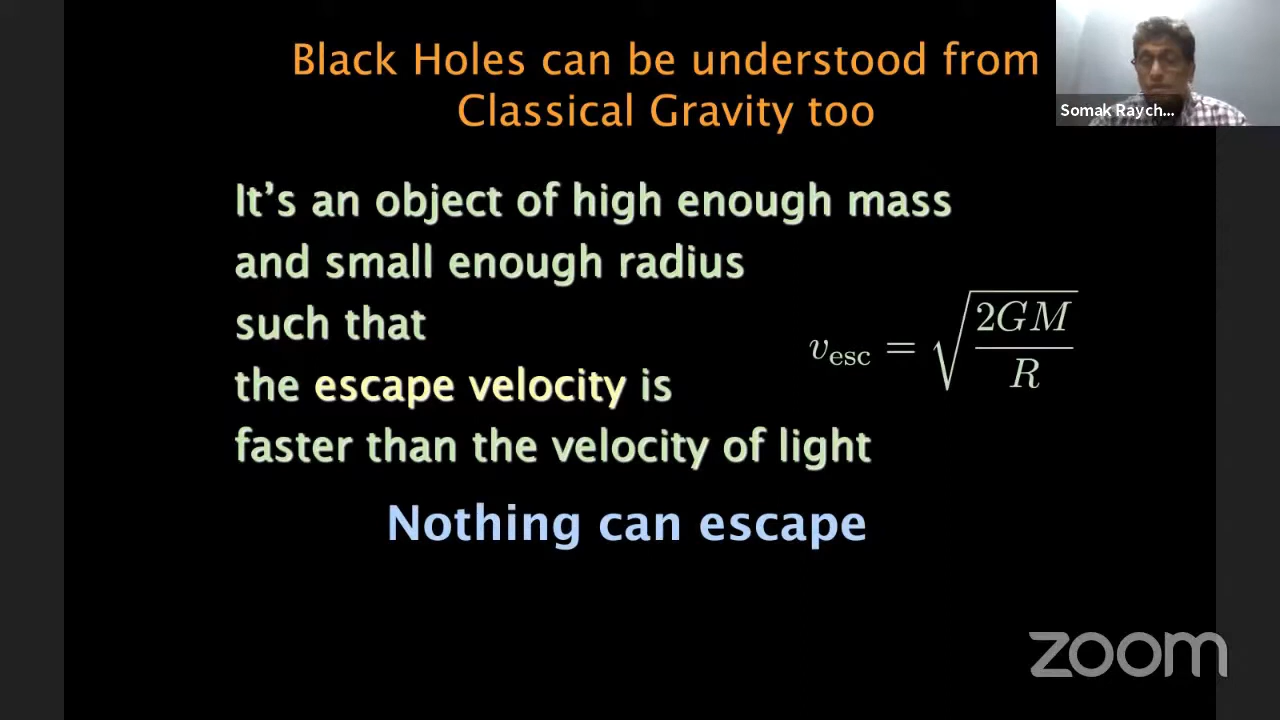 Black Holes can be understood from
Classical Gravity too
Somak Raych...
It's an object of high enough mass
and small enough radius
such that
the escape velocity is
faster than the velocity of light
v_esc = √(2GM/R)
Nothing can escape
zoom